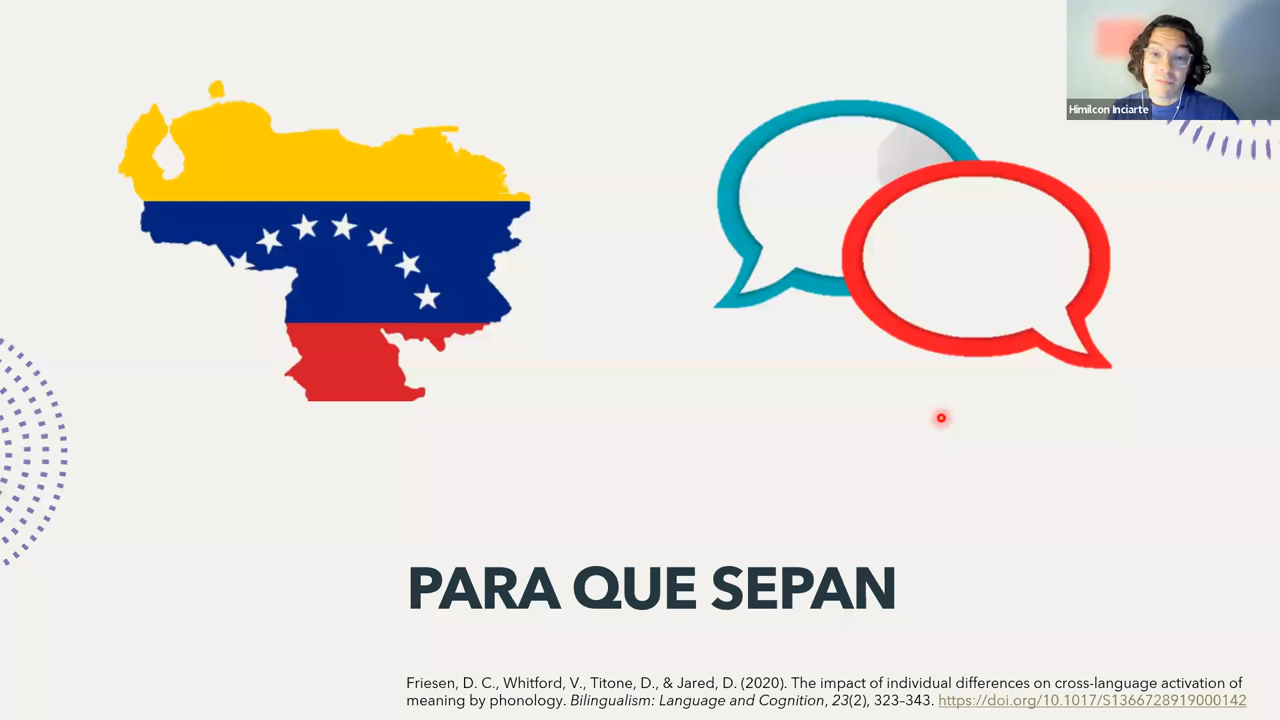 Himilcon Inciarte
PARA QUE SEPAN
Friesen, D. C., Whitford, V., Titone, D., & Jared, D. (2020). The impact of individual differences on cross-language activation of
meaning by phonology. Bilingualism: Language and Cognition, 23(2), 323–343. https://doi.org/10.1017/S1366728919000142